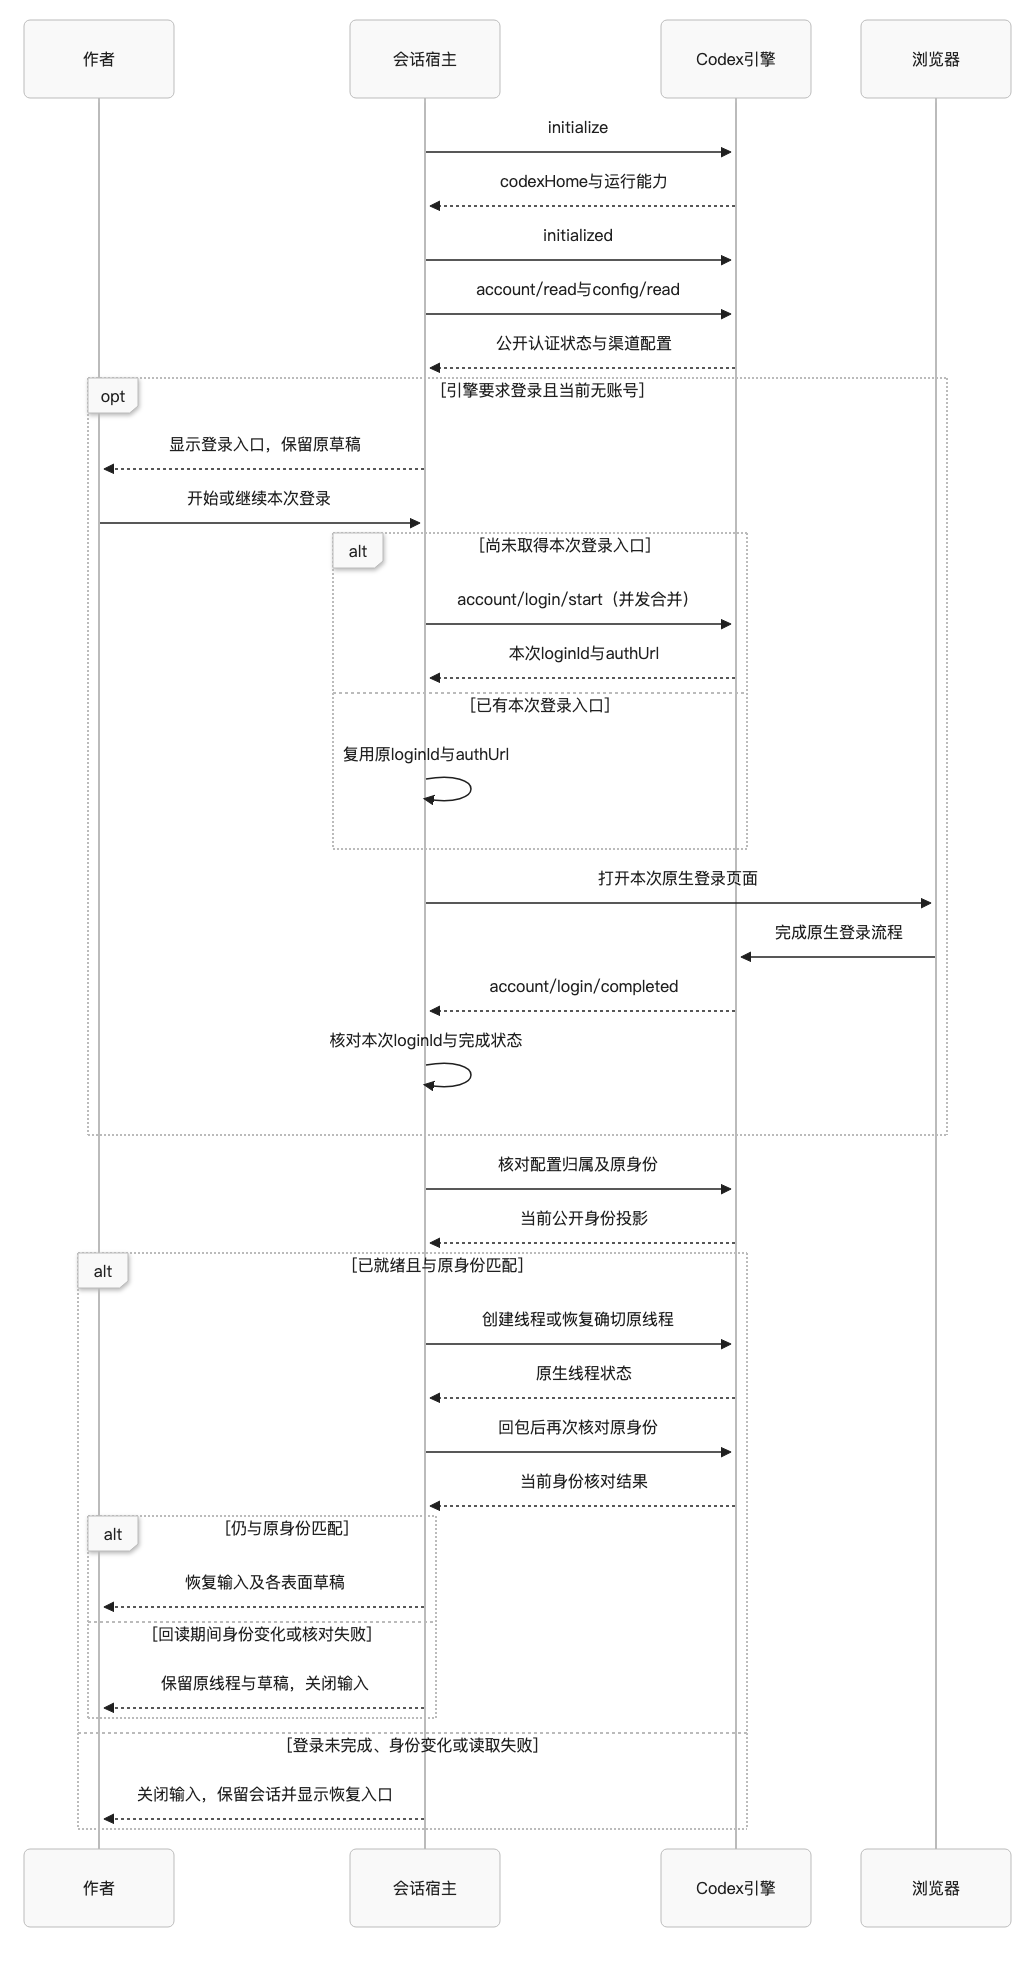 作者
会话宿主
Codex引擎
浏览器
initialize
codexHome与运行能力
initialized
account/read与config/read
公开认证状态与渠道配置
opt
[引擎要求登录且当前无账号]
显示登录入口，保留原草稿
开始或继续本次登录
alt
[尚未取得本次登录入口]
account/login/start（并发合并）
本次loginId与authUrl
[已有本次登录入口]
复用原loginId与authUrl
打开本次原生登录页面
完成原生登录流程
account/login/completed
核对本次loginId与完成状态
核对配置归属及原身份
当前公开身份投影
alt
[已就绪且与原身份匹配]
创建线程或恢复确切原线程
原生线程状态
回包后再次核对原身份
当前身份核对结果
alt
[仍与原身份匹配]
恢复输入及各表面草稿
[回读期间身份变化或核对失败]
保留原线程与草稿，关闭输入
[登录未完成、身份变化或读取失败]
关闭输入，保留会话并显示恢复入口
作者
会话宿主
Codex引擎
浏览器